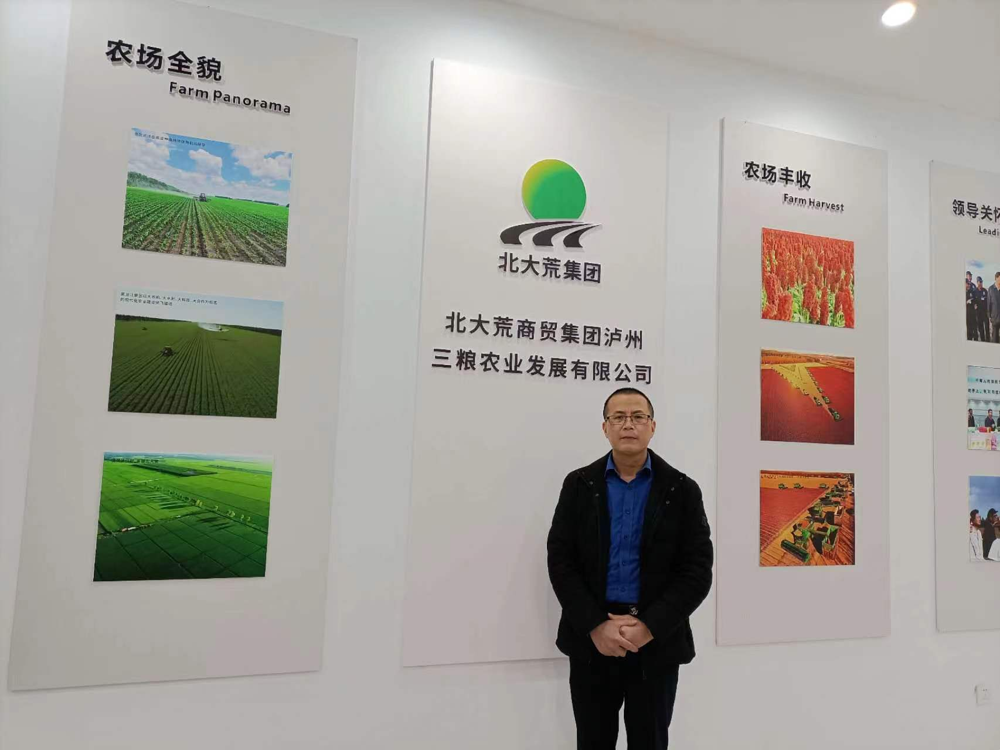 农场全貌
Farm Panorama
北大荒集团
北大荒商贸集团泸州
三粮农业发展有限公司
农场丰收
Farm Harvest
领导关怀